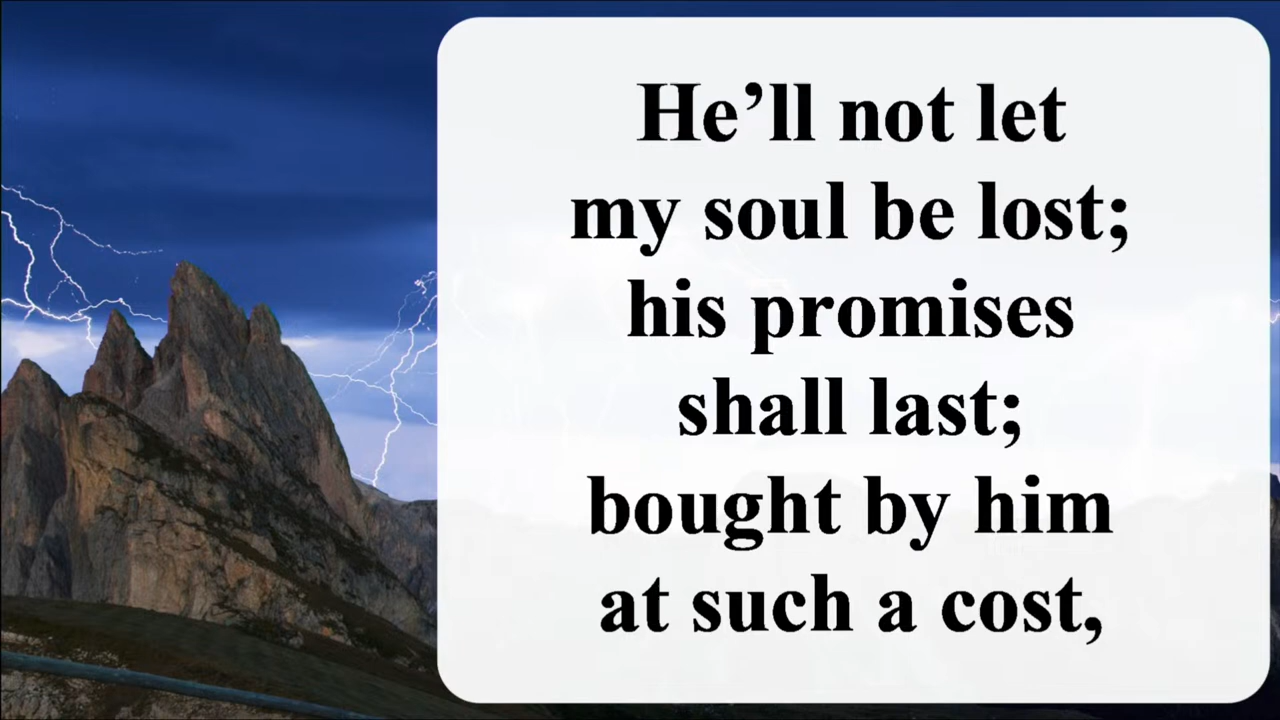 He’ll not let
my soul be lost;
his promises
shall last;
bought by him
at such a cost,